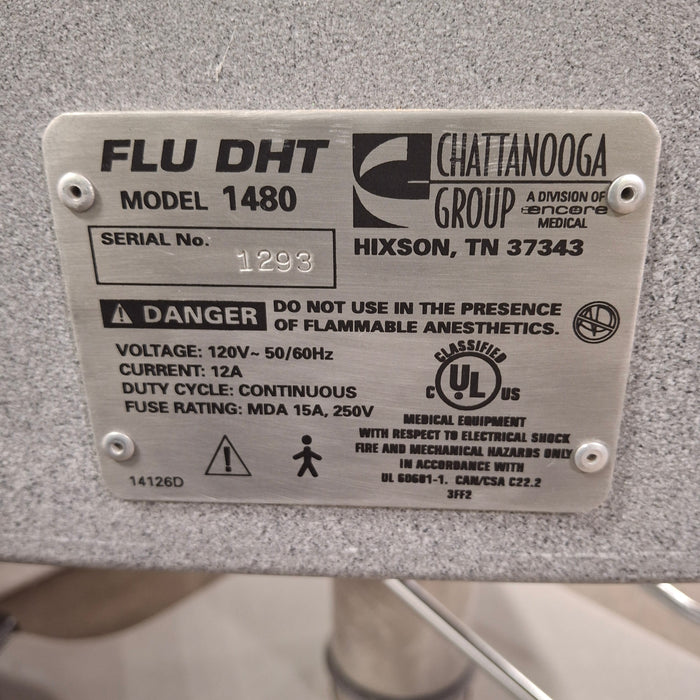 FLU DHT
MODEL 1480
SERIAL No. 1293
CHATTANOOGA
GROUP
A DIVISION OF
encore
MEDICAL
HIXSON, TN 37343
DANGER
DO NOT USE IN THE PRESENCE
OF FLAMMABLE ANESTHETICS.
VOLTAGE: 120V~ 50/60Hz
CURRENT: 12A
DUTY CYCLE: CONTINUOUS
FUSE RATING: MDA 15A, 250V
CLASSIFIED
C UL US
MEDICAL EQUIPMENT
WITH RESPECT TO ELECTRICAL SHOCK
FIRE AND MECHANICAL HAZARDS ONLY
IN ACCORDANCE WITH
UL 60601-1. CAN/CSA C22.2
3FF2
14126D